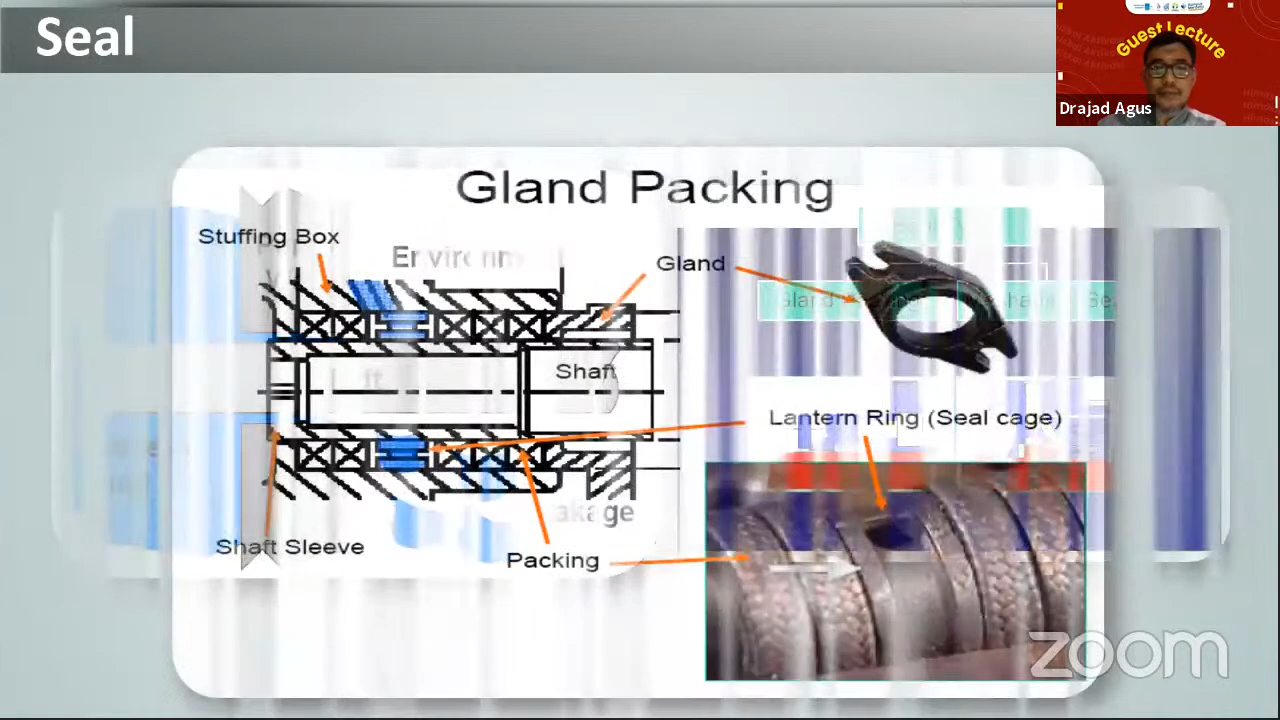 Seal
Guest Lecture
Drajad Agus
Gland Packing
Stuffing Box
Gland
Shaft
Lantern Ring (Seal cage)
Shaft Sleeve
Packing
zoom